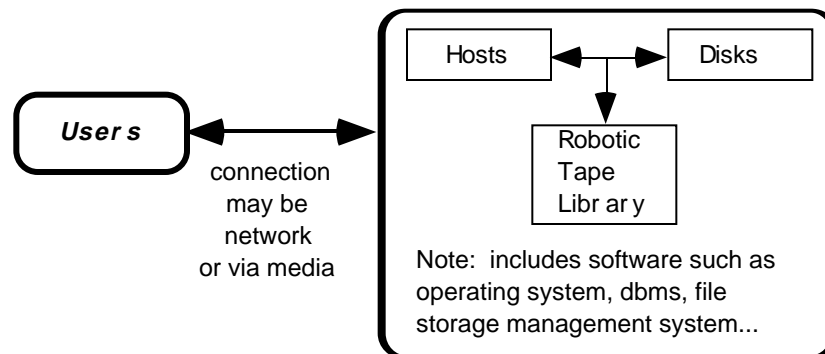 Hosts
Disks
Users
Robotic
Tape
Library
connection
may be
network
or via media
Note: includes software such as
operating system, dbms, file
storage management system...